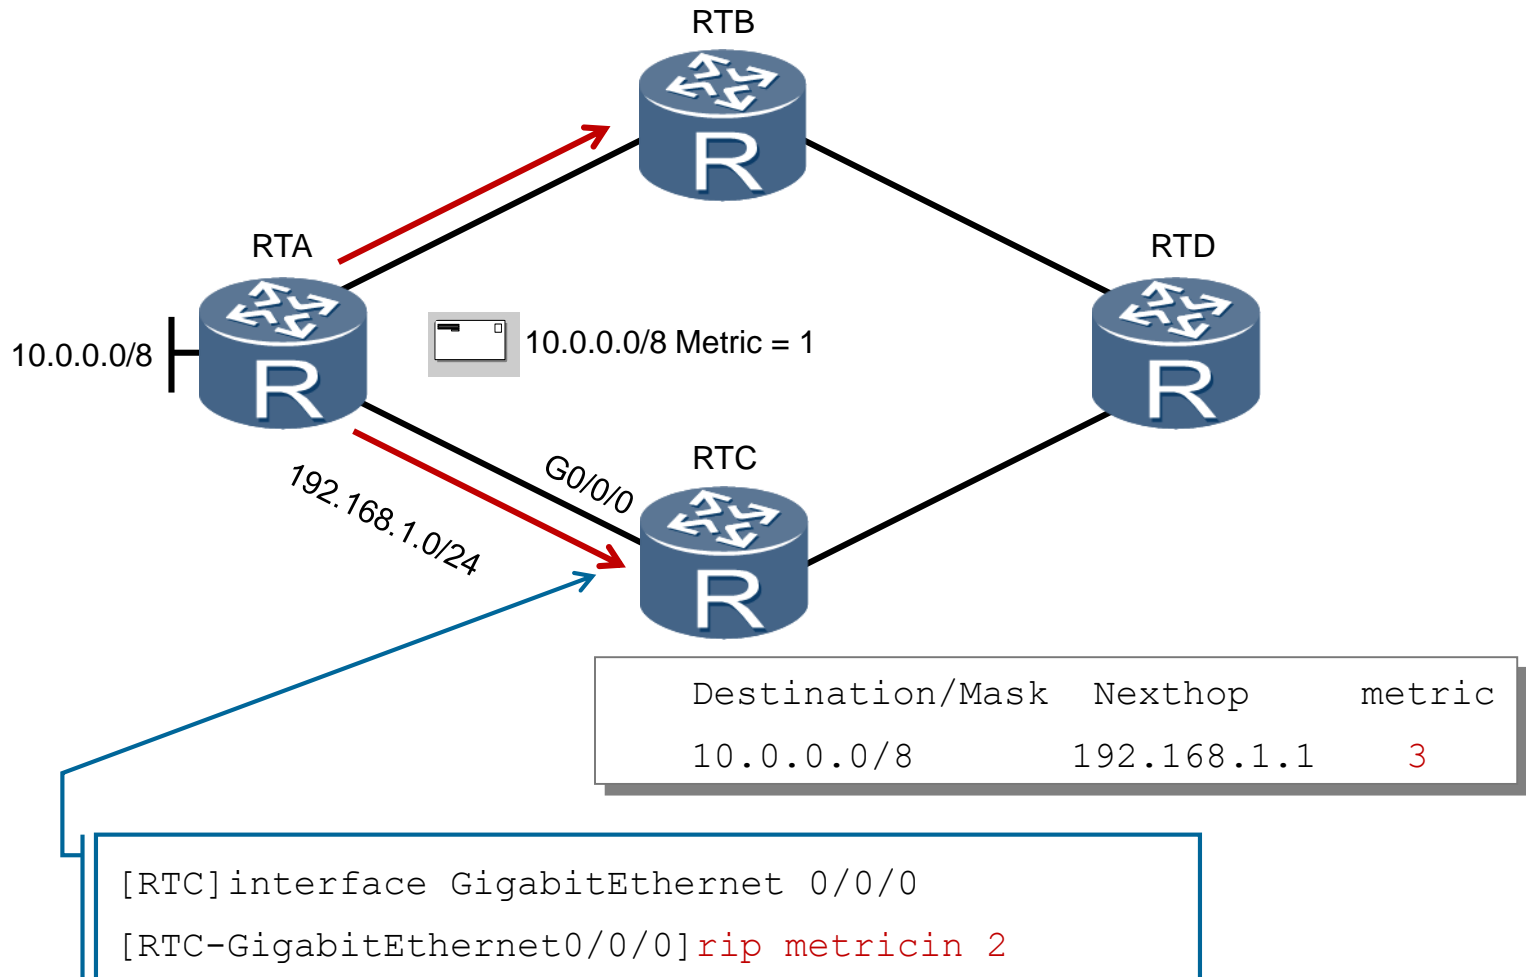 RTB
RTA
RTD
10.0.0.0/8
10.0.0.0/8 Metric = 1
R
R
R
RTC
G0/0/0
192.168.1.0/24
R
Destination/Mask Nexthop metric
10.0.0.0/8 192.168.1.1 3
[RTC]interface GigabitEthernet 0/0/0
[RTC-GigabitEthernet0/0/0]rip metricin 2